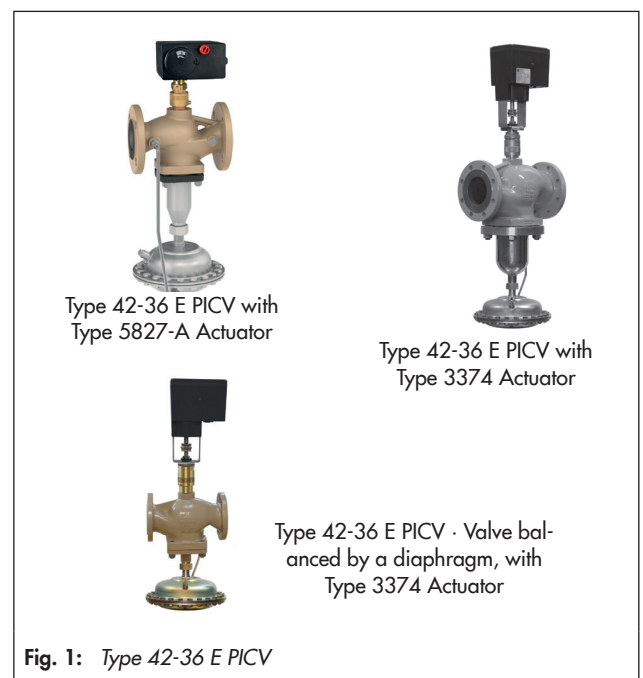 Type 42-36 E PICV with
Type 5827-A Actuator
Type 42-36 E PICV with
Type 3374 Actuator
Type 42-36 E PICV · Valve bal-
anced by a diaphragm, with
Type 3374 Actuator
Fig. 1: Type 42-36 E PICV